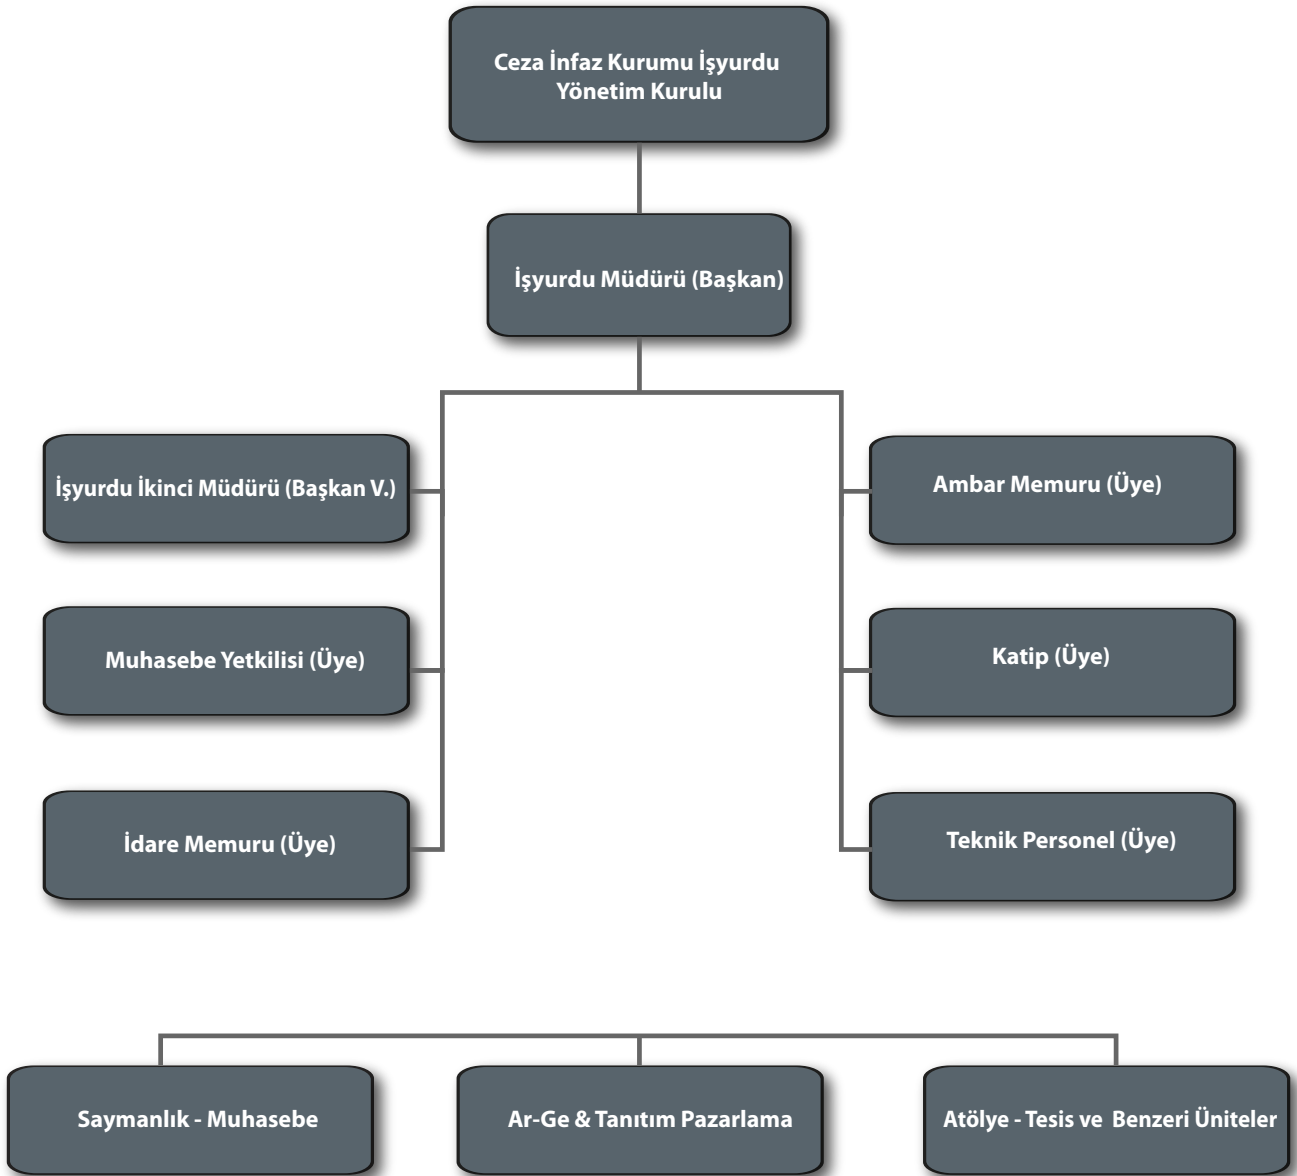 Ceza İnfaz Kurumu İşyurdu
Yönetim Kurulu
İşyurdu Müdürü (Başkan)
İşyurdu İkinci Müdürü (Başkan V.)
Ambar Memuru (Üye)
Muhasebe Yetkilisi (Üye)
Katip (Üye)
İdare Memuru (Üye)
Teknik Personel (Üye)
Saymanlık - Muhasebe
Ar-Ge & Tanıtım Pazarlama
Atölye - Tesis ve Benzeri Üniteler